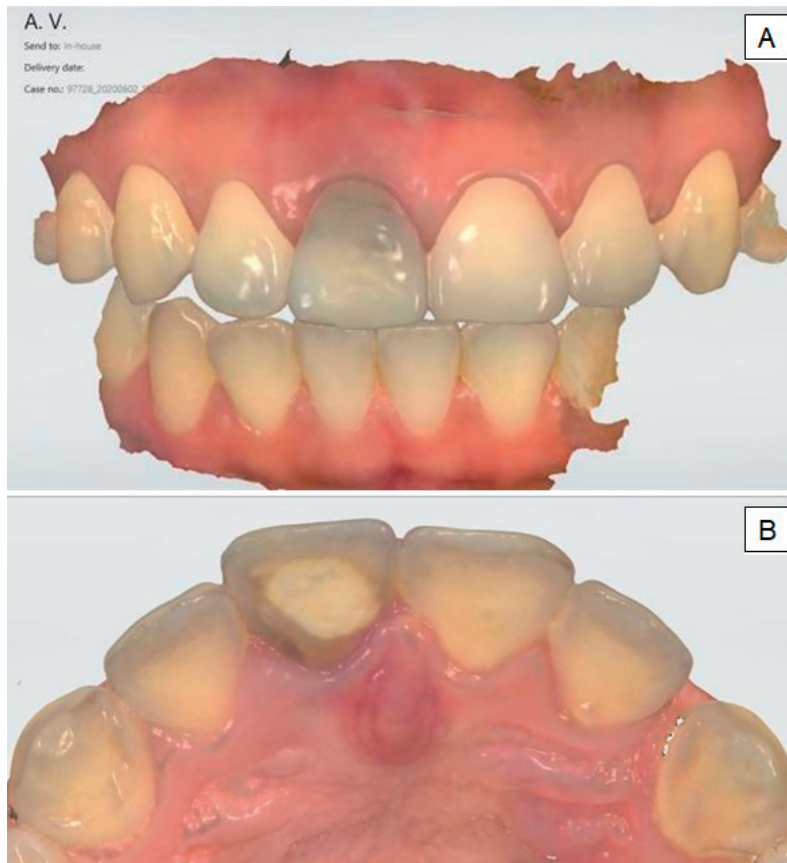 A. V.
A
Send to: In-house
Delivery date:
Case no.: 97728_20200602
B